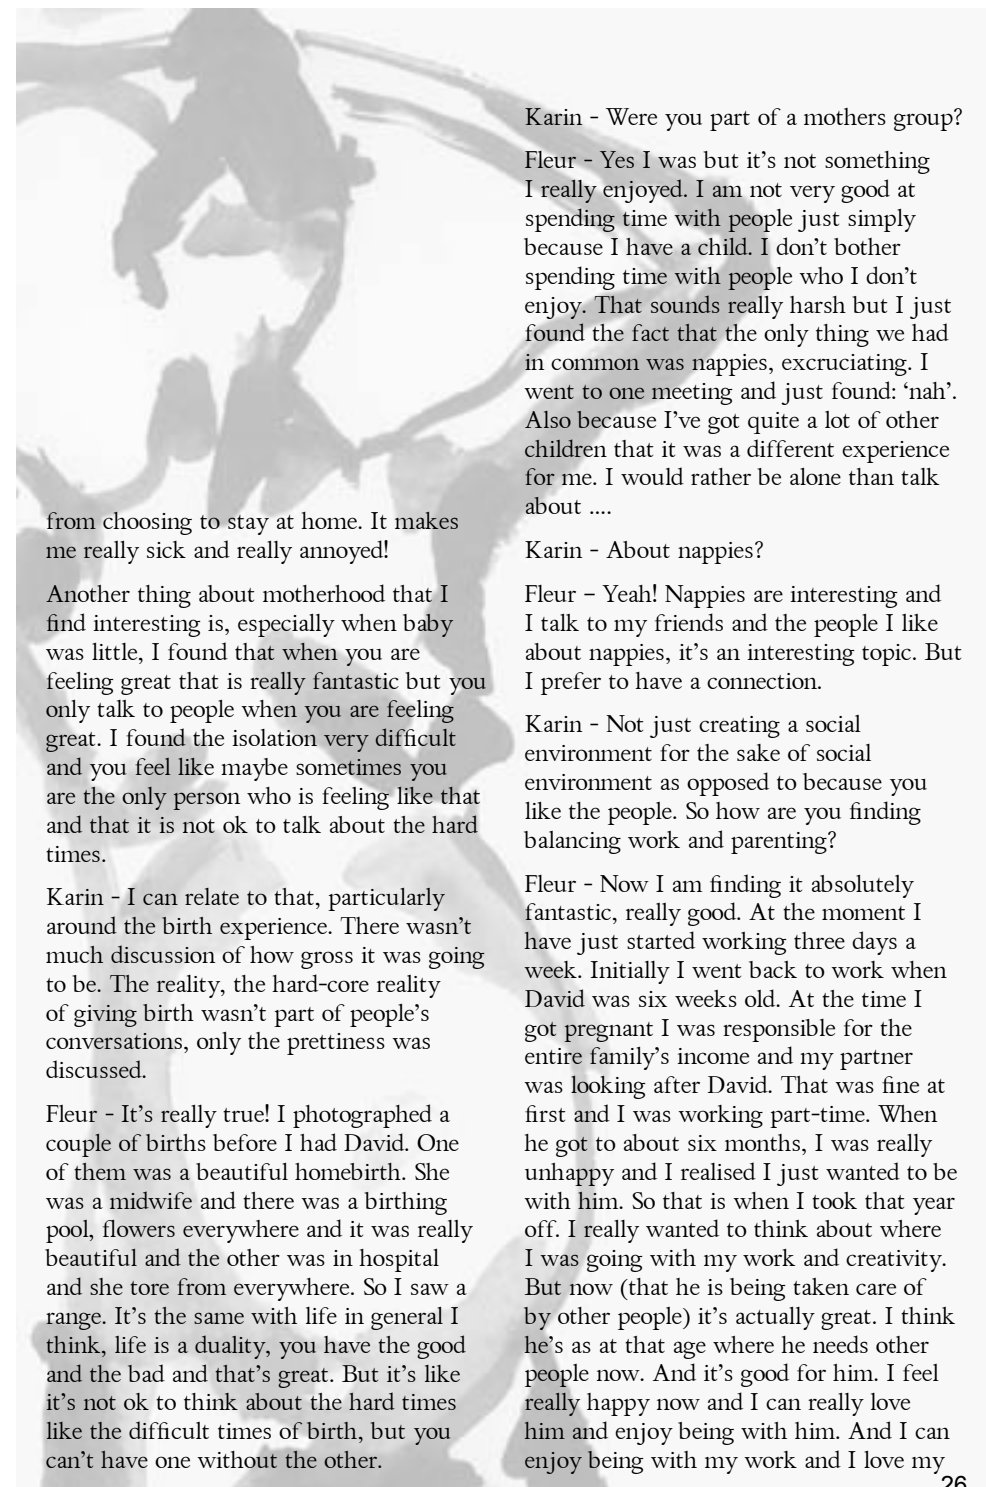 from choosing to stay at home. It makes
me really sick and really annoyed!
Another thing about motherhood that I
find interesting is, especially when baby
was little, I found that when you are
feeling great that is really fantastic but you
only talk to people when you are feeling
great. I found the isolation very difficult
and you feel like maybe sometimes you
are the only person who is feeling like that
and that it is not ok to talk about the hard
times.
Karin - I can relate to that, particularly
around the birth experience. There wasn't
much discussion of how gross it was going
to be. The reality, the hard-core reality
of giving birth wasn't part of people's
conversations, only the prettiness was
discussed.
Fleur - It's really true! I photographed a
couple of births before I had David. One
of them was a beautiful homebirth. She
was a midwife and there was a birthing
pool, flowers everywhere and it was really
beautiful and the other was in hospital
and she tore from everywhere. So I saw a
range. It's the same with life in general I
think, life is a duality, you have the good
and the bad and that's great. But it's like
it's not ok to think about the hard times
like the difficult times of birth, but you
can't have one without the other.
Karin - Were you part of a mothers group?
Fleur - Yes I was but it's not something
I really enjoyed. I am not very good at
spending time with people just simply
because I have a child. I don't bother
spending time with people who I don't
enjoy. That sounds really harsh but I just
found the fact that the only thing we had
in common was nappies, excruciating. I
went to one meeting and just found: 'nah'.
Also because I've got quite a lot of other
children that it was a different experience
for me. I would rather be alone than talk
about ....
Karin - About nappies?
Fleur – Yeah! Nappies are interesting and
I talk to my friends and the people I like
about nappies, it's an interesting topic. But
I prefer to have a connection.
Karin - Not just creating a social
environment for the sake of social
environment as opposed to because you
like the people. So how are you finding
balancing work and parenting?
Fleur - Now I am finding it absolutely
fantastic, really good. At the moment I
have just started working three days a
week. Initially I went back to work when
David was six weeks old. At the time I
got pregnant I was responsible for the
entire family's income and my partner
was looking after David. That was fine at
first and I was working part-time. When
he got to about six months, I was really
unhappy and I realised I just wanted to be
with him. So that is when I took that year
off. I really wanted to think about where
I was going with my work and creativity.
But now (that he is being taken care of
by other people) it's actually great. I think
he's as at that age where he needs other
people now. And it's good for him. I feel
really happy now and I can really love
him and enjoy being with him. And I can
enjoy being with my work and I love my
26